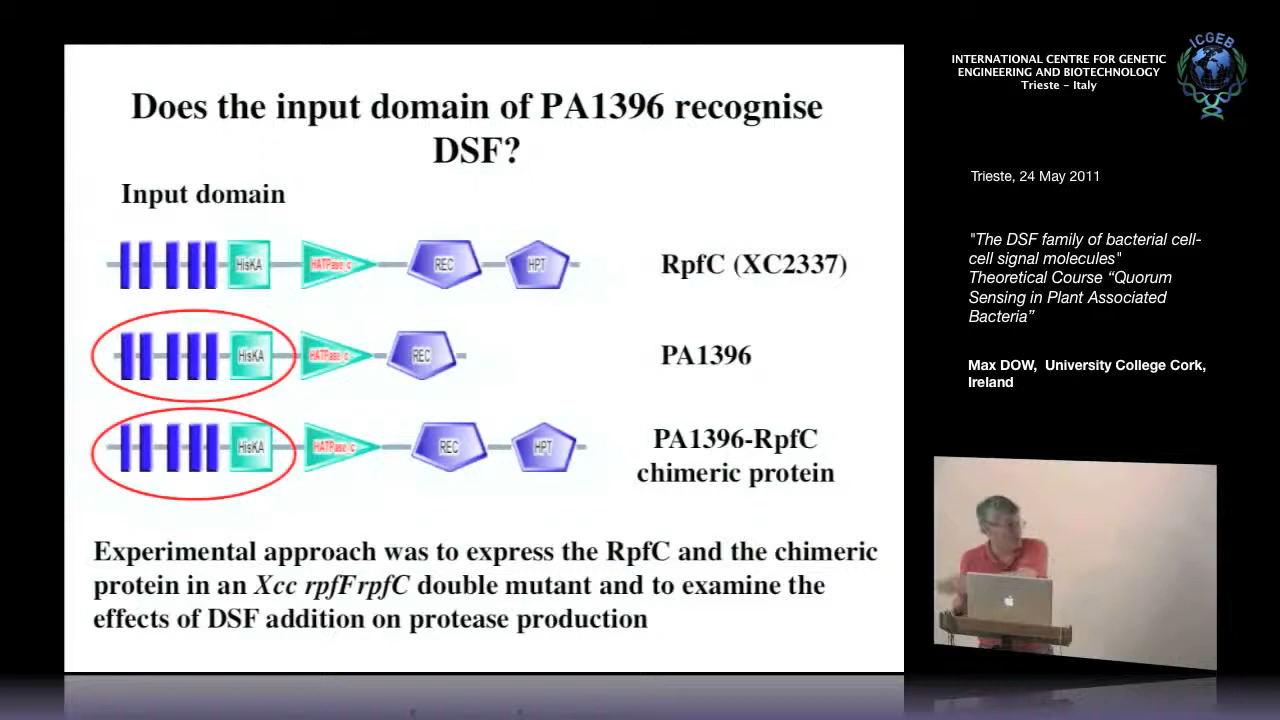 Does the input domain of PA1396 recognise
DSF?
Input domain
HisKA HATPase_c REC HPT
RpfC (XC2337)
HisKA HATPase_c REC
PA1396
HisKA HATPase_c REC HPT
PA1396-RpfC
chimeric protein
Experimental approach was to express the RpfC and the chimeric
protein in an Xcc rpfFrpfC double mutant and to examine the
effects of DSF addition on protease production
INTERNATIONAL CENTRE FOR GENETIC
ENGINEERING AND BIOTECHNOLOGY
Trieste - Italy
ICGEB
Trieste, 24 May 2011
"The DSF family of bacterial cell-
cell signal molecules"
Theoretical Course “Quorum
Sensing in Plant Associated
Bacteria”
Max DOW, University College Cork,
Ireland